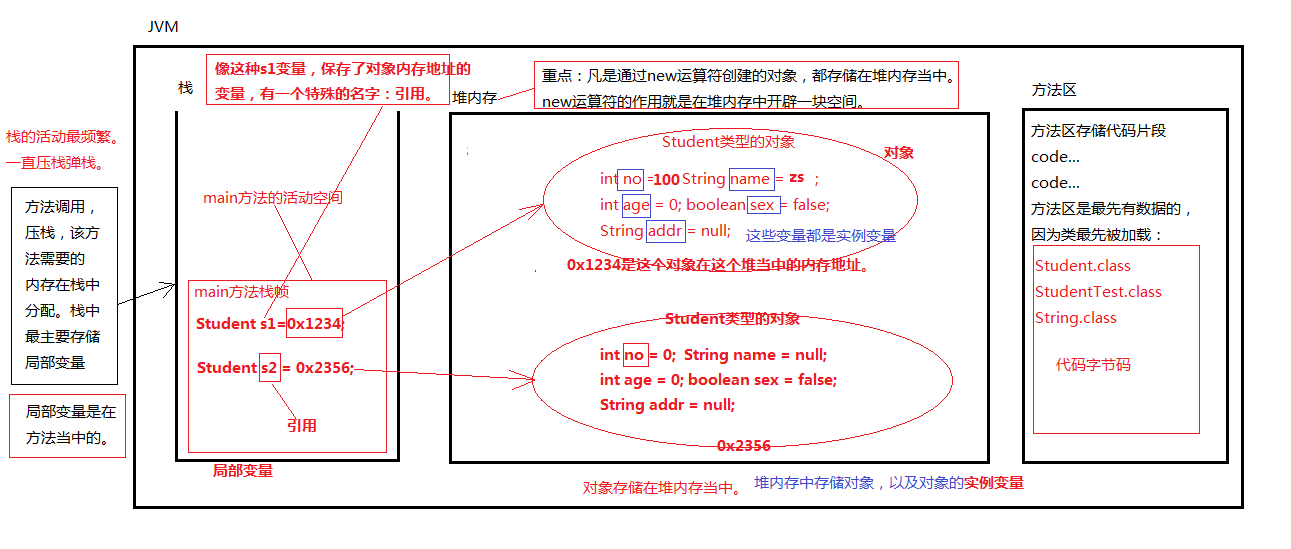 JVM
栈
像这种s1变量，保存了对象内存地址的
变量，有一个特殊的名字：引用。
堆内存
重点：凡是通过new运算符创建的对象，都存储在堆内存当中。
new运算符的作用就是在堆内存中开辟一块空间。
方法区
栈的活动最频繁。
一直压栈弹栈。
方法调用，
压栈，该方
法需要的
内存在栈中
分配。栈中
最主要存储
局部变量
局部变量是在
方法当中的。
main方法的活动空间
main方法栈帧
Student s1=0x1234;
Student s2 = 0x2356;
引用
局部变量
Student类型的对象
对象
int no =100 String name = zs ;
int age = 0; boolean sex = false;
String addr = null;
这些变量都是实例变量
0x1234是这个对象在这个堆当中的内存地址。
Student类型的对象
int no = 0; String name = null;
int age = 0; boolean sex = false;
String addr = null;
0x2356
对象存储在堆内存当中。
堆内存中存储对象，以及对象的实例变量
方法区存储代码片段
code...
code...
方法区是最先有数据的，
因为类最先被加载：
Student.class
StudentTest.class
String.class
代码字节码